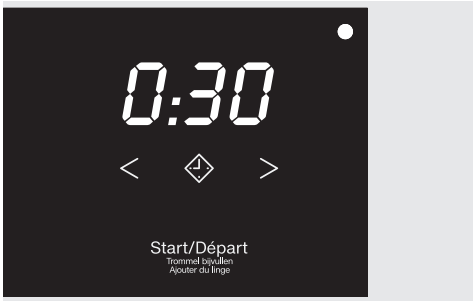 0:30
< >
Start/Départ
Trommel bijvullen
Ajouter du linge